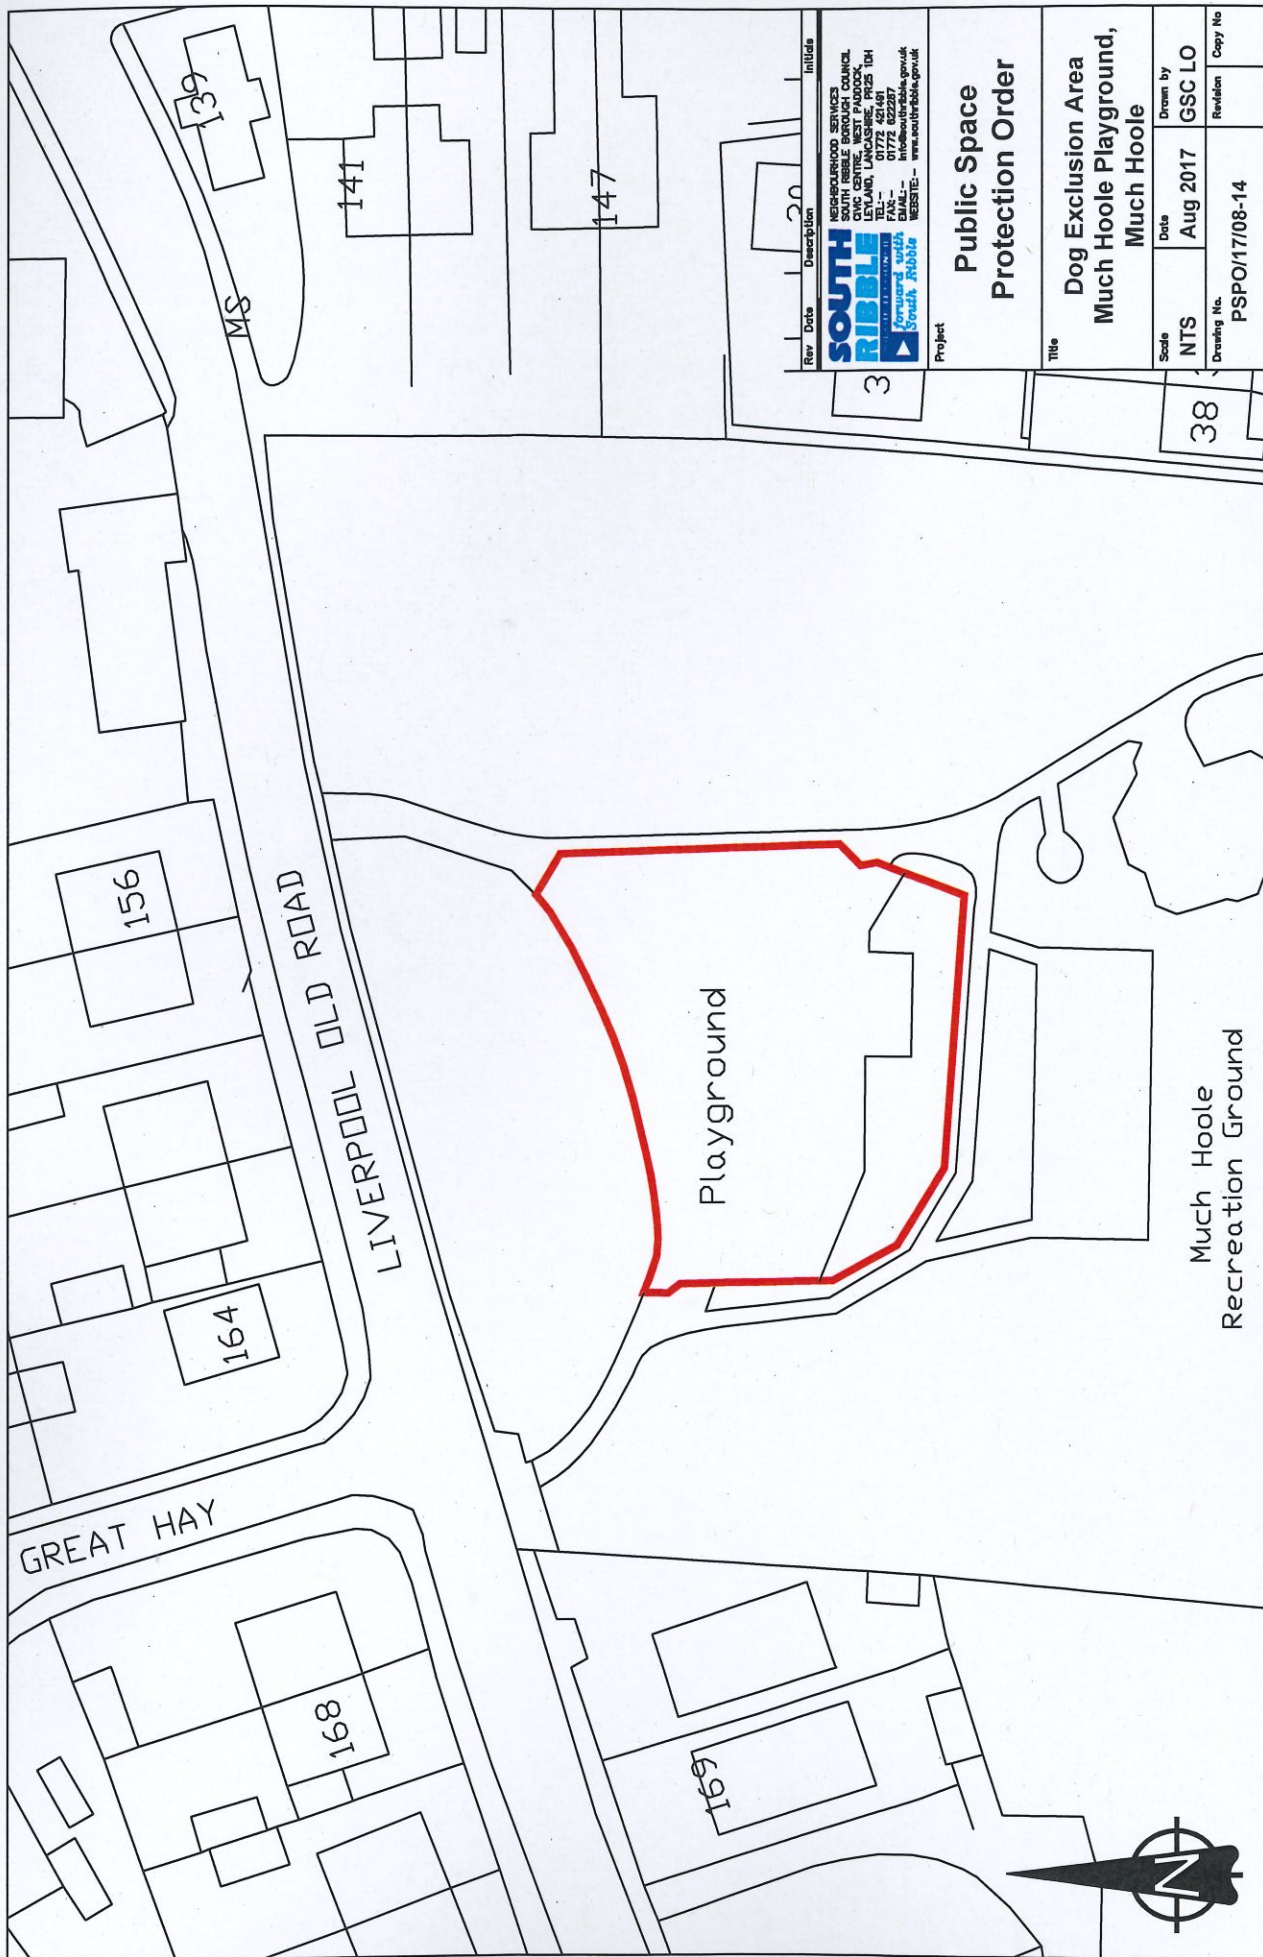 GREAT HAY
LIVERPOOL OLD ROAD
MS
139
141
147
156
164
168
169
Playground
Much Hoole
Recreation Ground
3
38
N
Rev Date Description Initials
SOUTH
RIBBLE
forward with
South Ribble
NEIGHBOURHOOD SERVICES
SOUTH RIBBLE BOROUGH COUNCIL
CIVIC CENTRE, WEST PADDOCK,
LEYLAND, LANCASHIRE, PR25 1DH
TEL:- 01772 421491
FAX:- 01772 622287
EMAIL:- info@southribble.gov.uk
WEBSITE:- www.southribble.gov.uk
Project
Public Space
Protection Order
Title
Dog Exclusion Area
Much Hoole Playground,
Much Hoole
Scale Date Drawn by
NTS Aug 2017 GSC LO
Drawing No. Revision Copy No
PSPO/17/08-14